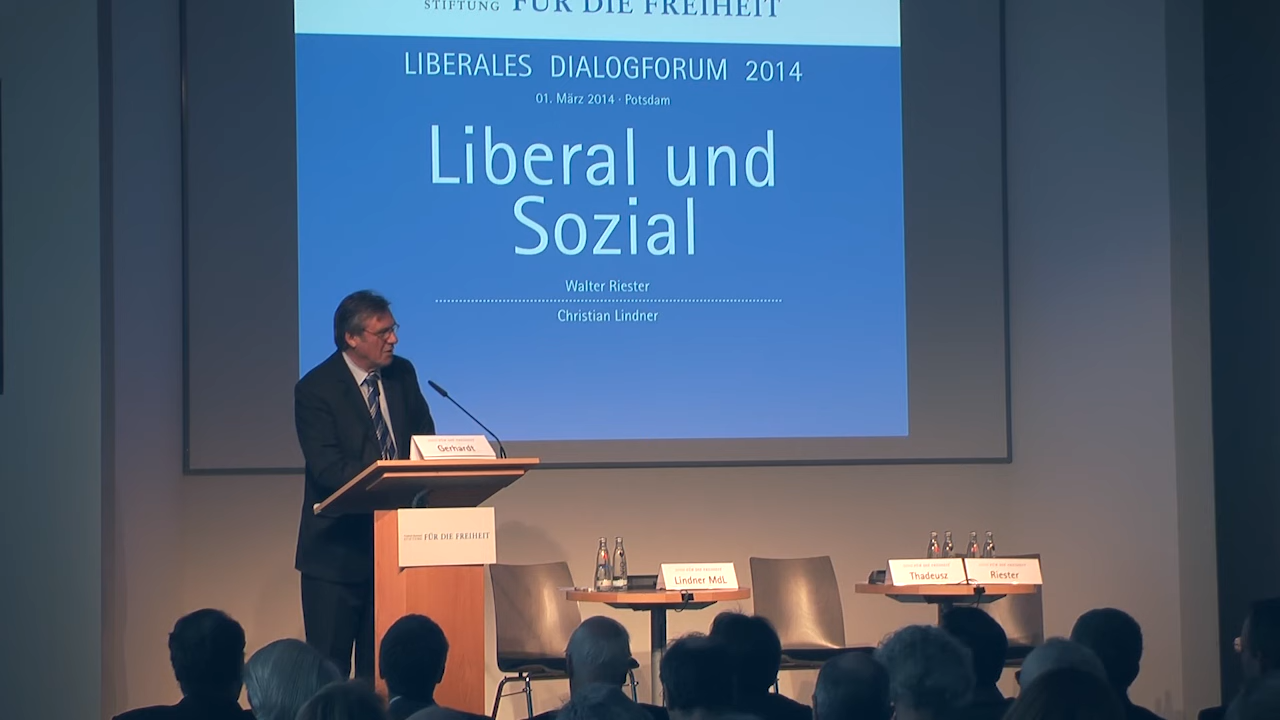 STIFTUNG FÜR DIE FREIHEIT
LIBERALES DIALOGFORUM 2014
01. März 2014 · Potsdam
Liberal und
Sozial
Walter Riester
Christian Lindner
Gerhardt
FÜR DIE FREIHEIT
Lindner MdL
Thadeusz
Riester